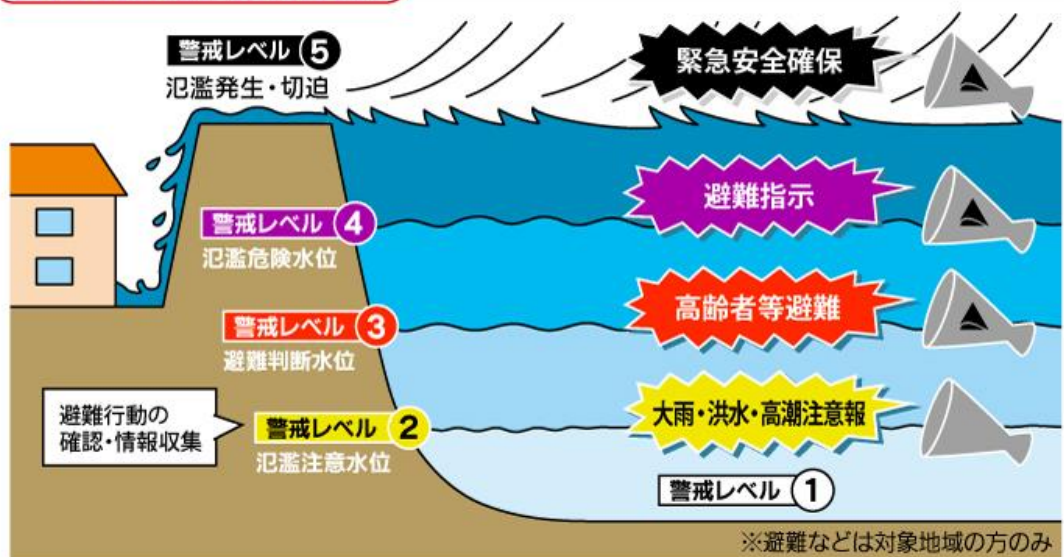 警戒レベル 5
氾濫発生・切迫
緊急安全確保
避難指示
警戒レベル 4
氾濫危険水位
高齢者等避難
警戒レベル 3
避難判断水位
避難行動の
確認・情報収集
警戒レベル 2
氾濫注意水位
大雨・洪水・高潮注意報
警戒レベル 1
※避難などは対象地域の方のみ